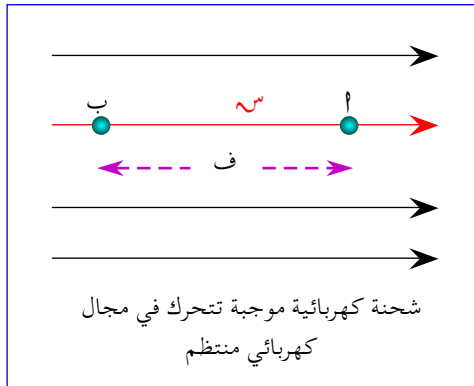 ب س أ
ف
شحنة كهربائية موجبة تتحرك في مجال
كهربائي منتظم